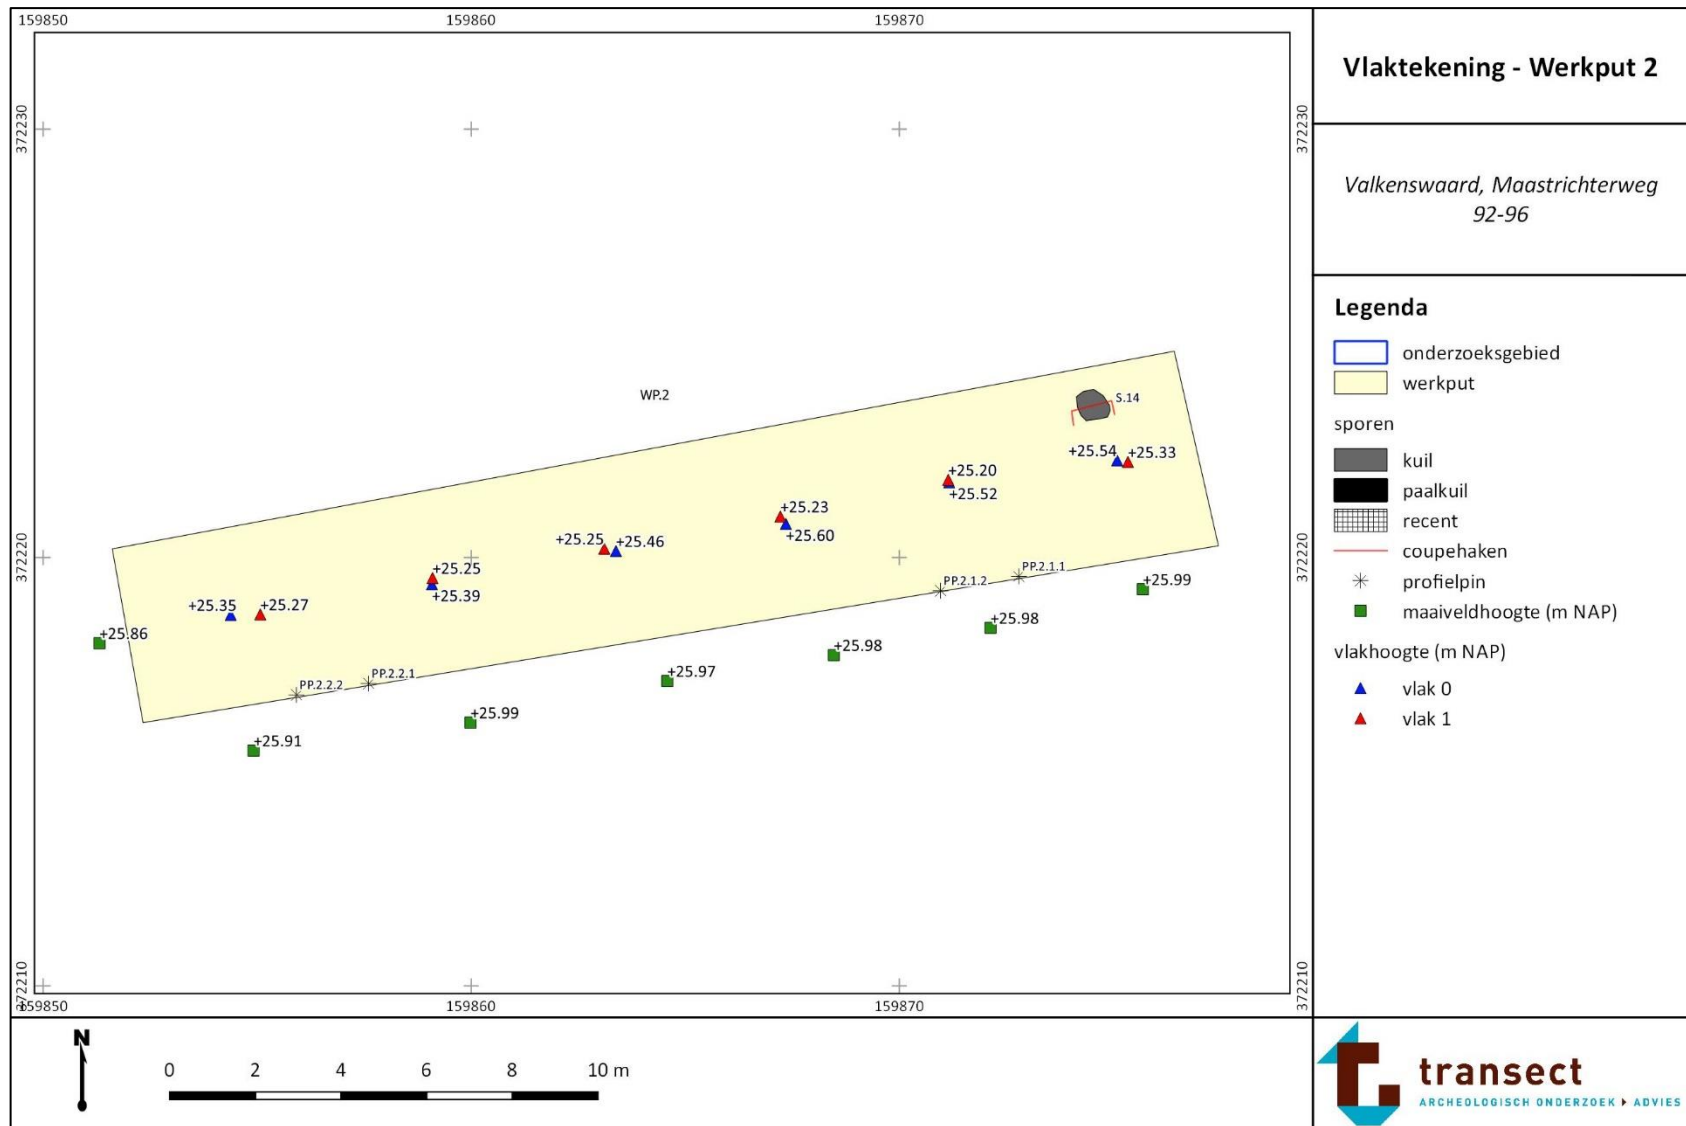 159850
159860
159870
Vlaktekening - Werkput 2
Valkenswaard, Maastrichterweg
92-96
372230
372230
Legenda
onderzoeksgebied
werkput
sporen
kuil
paalkuil
recent
coupehaken
profielpin
maaiveldhoogte (m NAP)
vlakhoogte (m NAP)
vlak 0
vlak 1
WP.2
S.14
+25.54
+25.33
+25.20
+25.52
+25.23
+25.60
+25.25
+25.46
+25.25
+25.39
+25.35
+25.27
372220
372220
PP.2.1.1
PP.2.1.2
+25.99
+25.98
+25.98
+25.97
+25.99
+25.91
+25.86
PP.2.2.1
PP.2.2.2
372210
372210
159850
159860
159870
N
0 2 4 6 8 10 m
transect
ARCHEOLOGISCH ONDERZOEK ADVIES